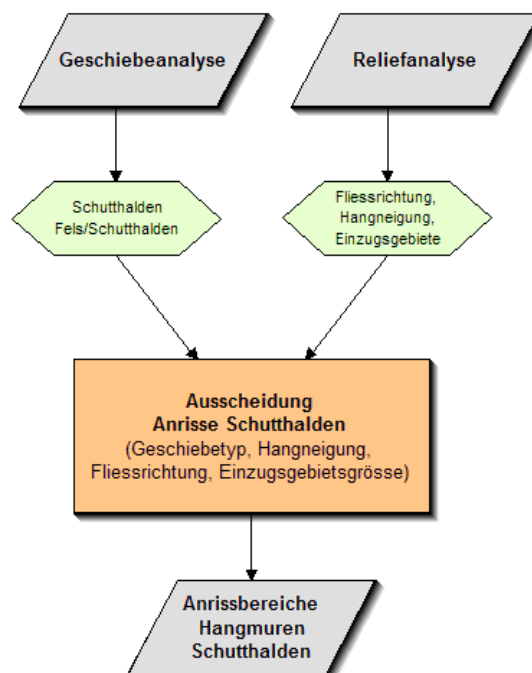 Geschiebeanalyse
Reliefanalyse
Schutthalden
Fels/Schutthalden
Fliessrichtung,
Hangneigung,
Einzugsgebiete
Ausscheidung
Anrisse Schutthalden
(Geschiebetyp, Hangneigung,
Fliessrichtung, Einzugsgebietsgrösse)
Anrissbereiche
Hangmuren
Schutthalden